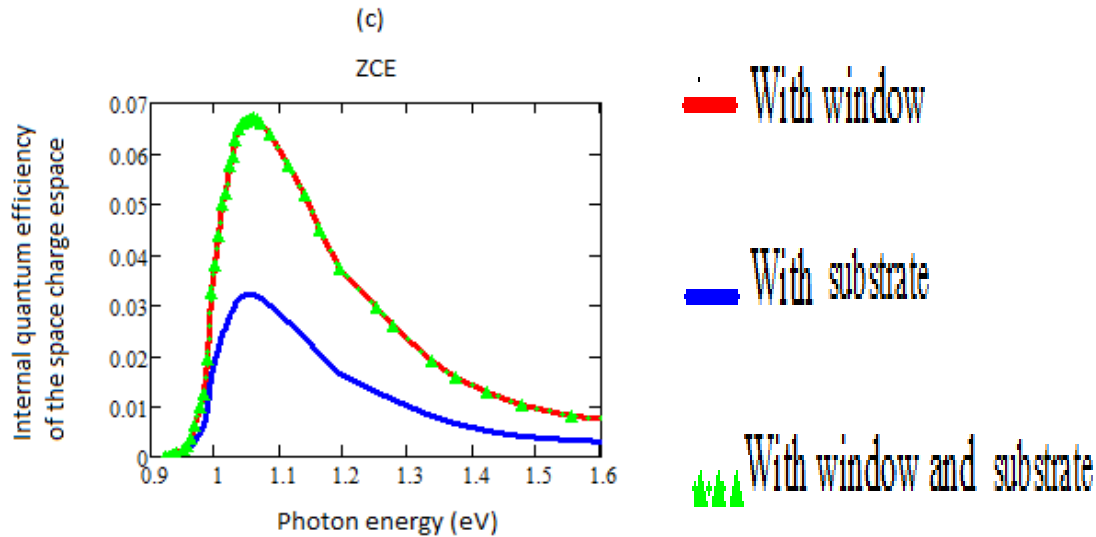 (c)
ZCE
Internal quantum efficiency
of the space charge espace
0.07
0.06
0.05
0.04
0.03
0.02
0.01
0
0.9 1 1.1 1.2 1.3 1.4 1.5 1.6
Photon energy (eV)
With window
With substrate
With window and substrate